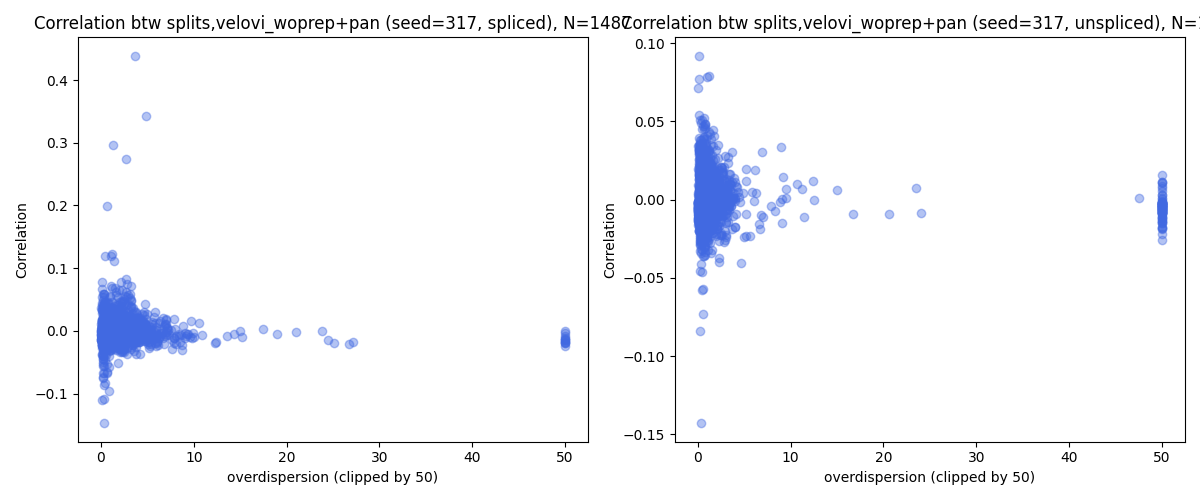 Correlation btw splits,velovi_woprep+pan (seed=317, spliced), N=1487
0.4
0.3
0.2
0.1
0.0
−0.1
Correlation
0 10 20 30 40 50
overdispersion (clipped by 50)
Correlation btw splits,velovi_woprep+pan (seed=317, unspliced), N=
0.10
0.05
0.00
−0.05
−0.10
−0.15
Correlation
0 10 20 30 40 50
overdispersion (clipped by 50)